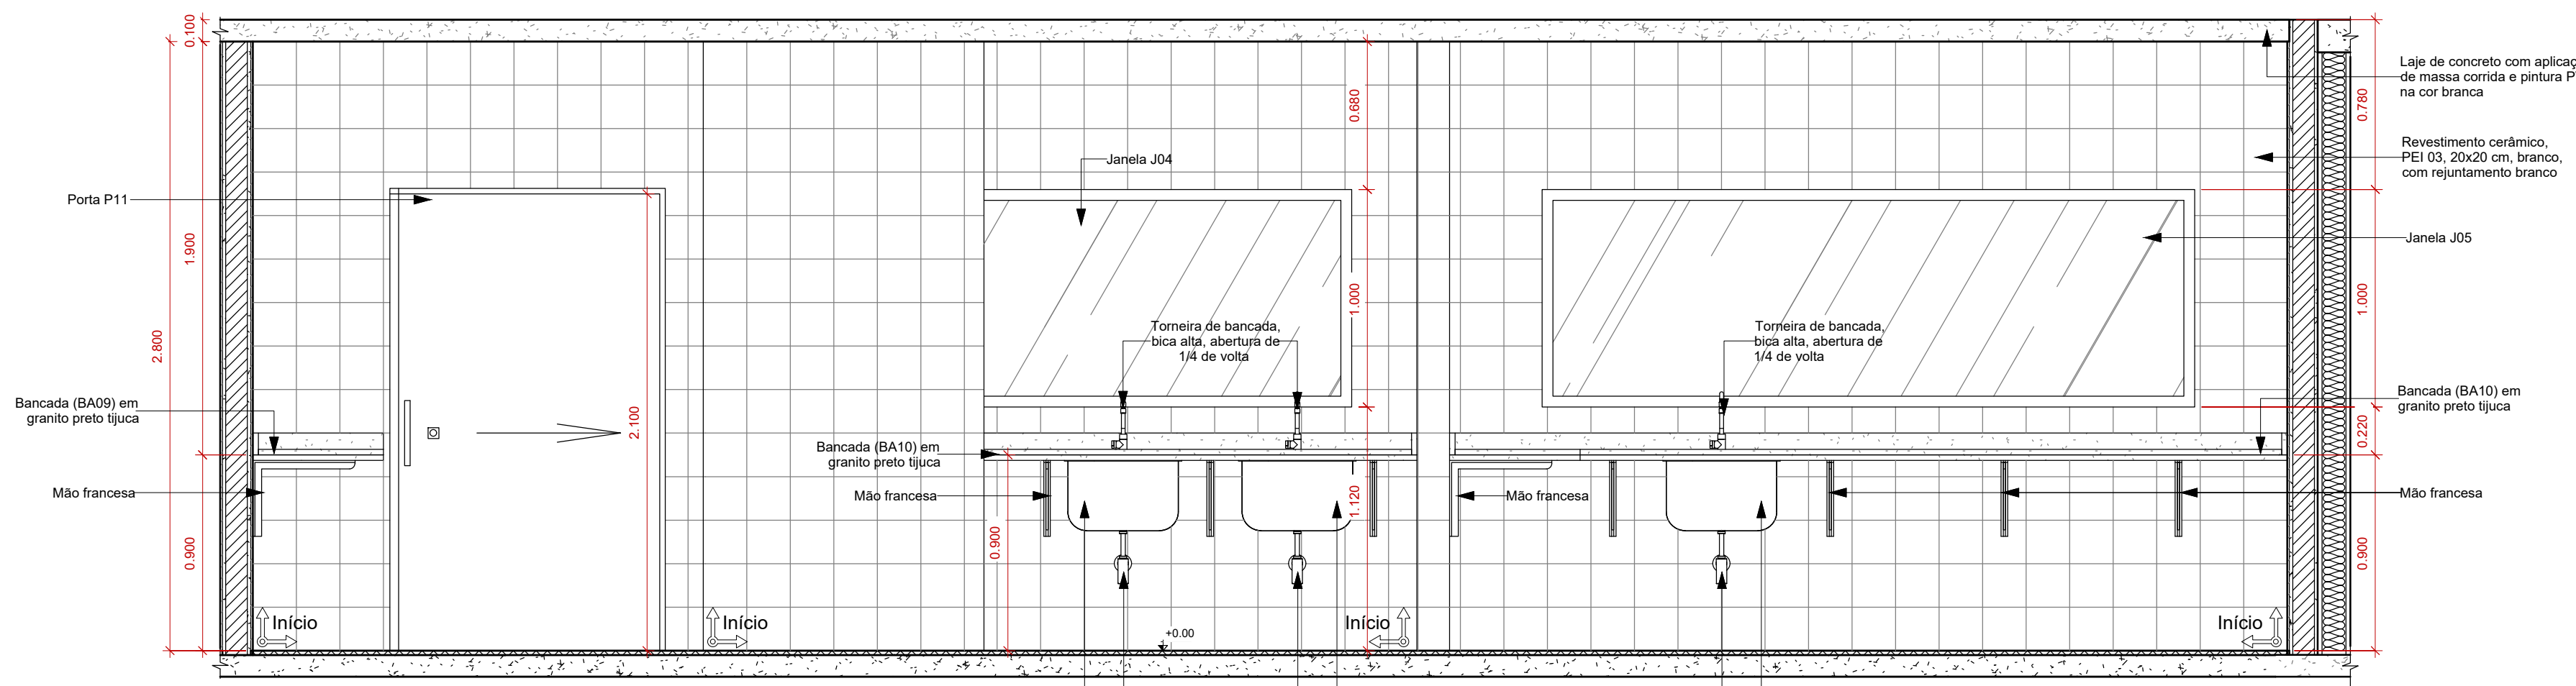 0.100
Laje de concreto com aplicaç
de massa corrida e pintura P
na cor branca
0.680
0.780
Revestimento cerâmico,
PEI 03, 20x20 cm, branco,
com rejuntamento branco
Janela J04
Porta P11
1.900
Janela J05
1.000
1.000
2.800
Torneira de bancada,
bica alta, abertura de
1/4 de volta
Torneira de bancada,
bica alta, abertura de
1/4 de volta
Bancada (BA09) em
granito preto tijuca
2.100
Bancada (BA10) em
granito preto tijuca
0.220
Bancada (BA10) em
granito preto tijuca
Mão francesa
Mão francesa
1.120
Mão francesa
Mão francesa
0.900
0.900
0.900
Início
Início
+0.00
Início
Início